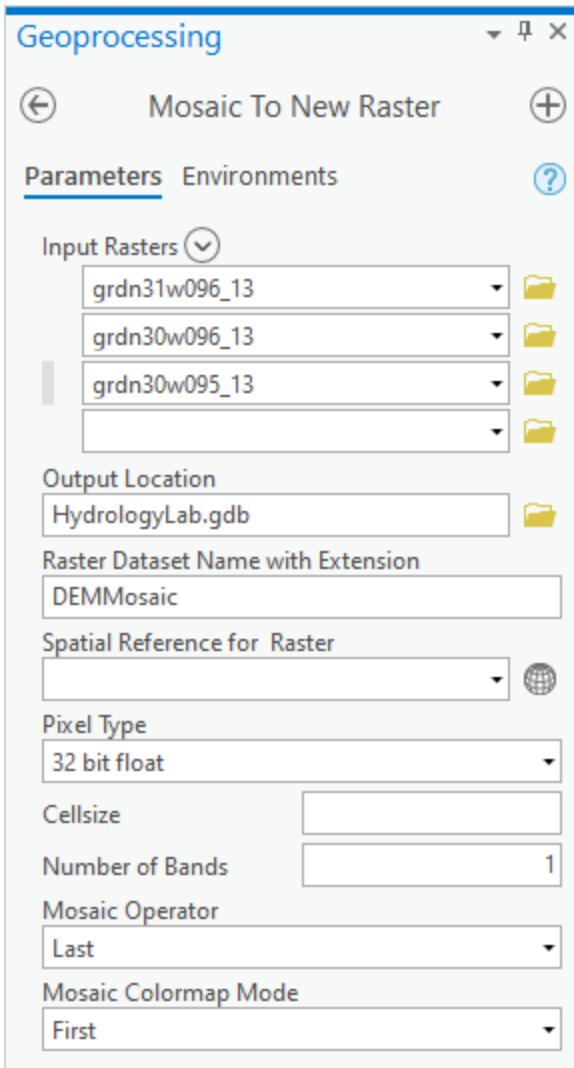 Geoprocessing
Mosaic To New Raster
Parameters Environments
Input Rasters
grdn31w096_13
grdn30w096_13
grdn30w095_13
Output Location
HydrologyLab.gdb
Raster Dataset Name with Extension
DEMMosaic
Spatial Reference for Raster
Pixel Type
32 bit float
Cellsize
Number of Bands 1
Mosaic Operator
Last
Mosaic Colormap Mode
First